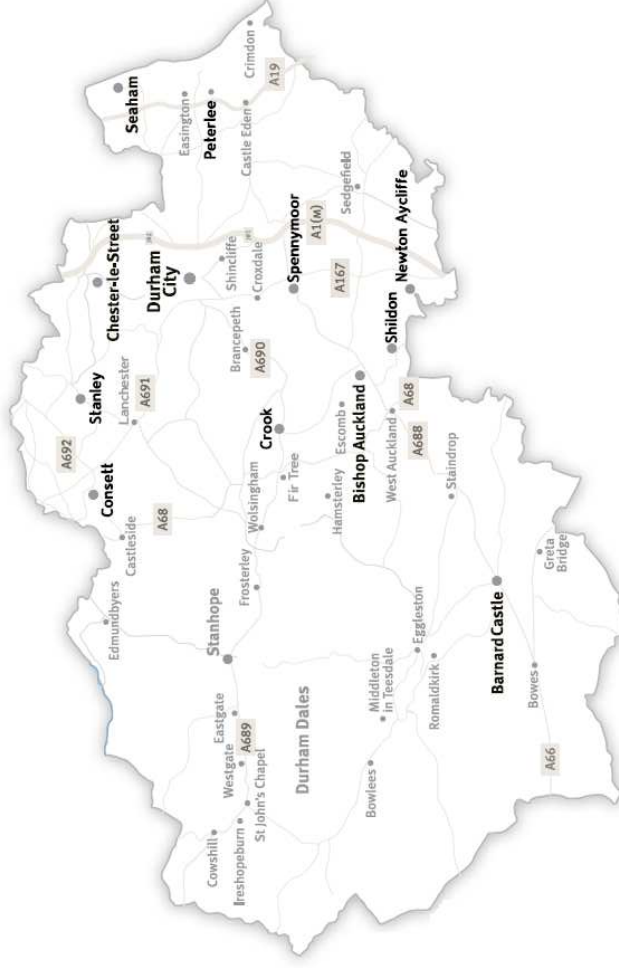 Seaham
Crimdon
Easington
Peterlee
A19
Castle Eden
Chester-le-Street
Durham
City
Shincliffe
Croxdale
Spennymoor
A1(M)
Sedgefield
A167
Newton Aycliffe
Shildon
Stanley
Lanchester
A691
Brancepeth
A690
Crook
Escomb
Bishop Auckland
West Auckland
A68
A688
A692
Consett
Castleside
A68
Wolsingham
Fir Tree
Hamsterley
Staindrop
Edmundbyers
Stanhope
Frosterley
Eggleston
Romaldkirk
Barnard Castle
Greta
Bridge
Bowes
A66
Eastgate
A689
Westgate
St John's Chapel
Cowshill
Ireshopeburn
Durham Dales
Middleton
in Teesdale
Bowlees